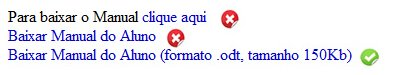 Para baixar o Manual clique aqui
Baixar Manual do Aluno
Baixar Manual do Aluno (formato .odt, tamanho 150Kb)